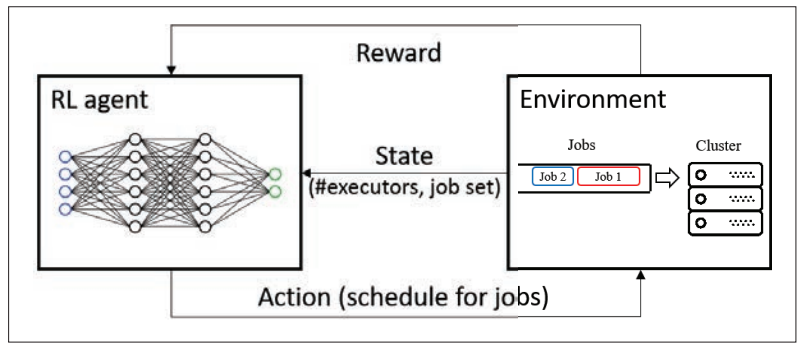 Reward
RL agent
Environment
Jobs
Cluster
State
(#executors, job set)
Job 2
Job 1
Action (schedule for jobs)